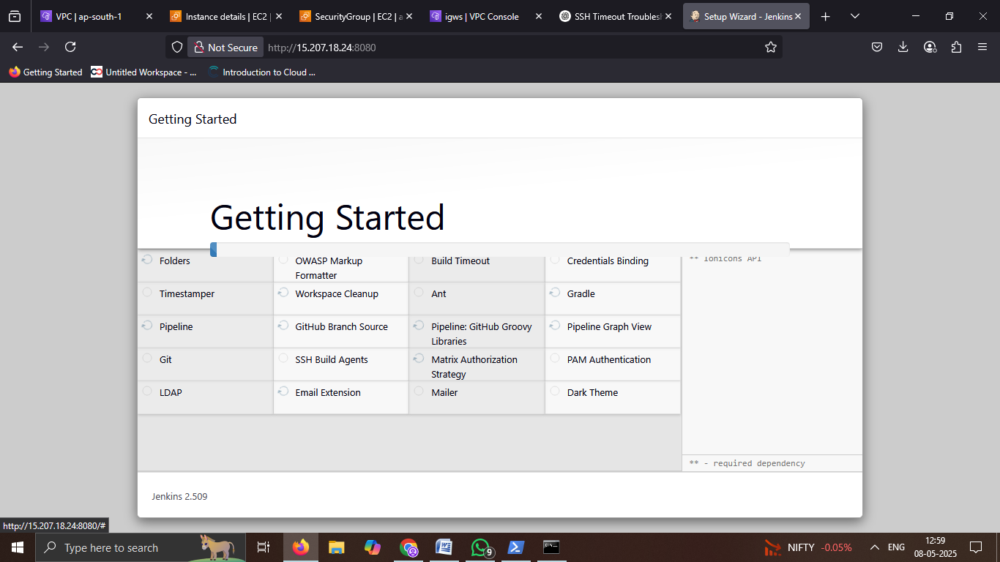 VPC | ap-south-1
Instance details | EC2 |
SecurityGroup | EC2 | a
igws | VPC Console
SSH Timeout Troublesh
Setup Wizard - Jenkins
Not Secure
http://15.207.18.24:8080
Getting Started
Untitled Workspace - ...
Introduction to Cloud ...
Getting Started
Getting Started
Folders
OWASP Markup
Formatter
Build Timeout
Credentials Binding
** Ionicons API
Timestamper
Workspace Cleanup
Ant
Gradle
Pipeline
GitHub Branch Source
Pipeline: GitHub Groovy
Libraries
Pipeline Graph View
Git
SSH Build Agents
Matrix Authorization
Strategy
PAM Authentication
LDAP
Email Extension
Mailer
Dark Theme
** - required dependency
Jenkins 2.509
http://15.207.18.24:8080/#
Type here to search
9
NIFTY -0.05%
ENG
12:59
08-05-2025